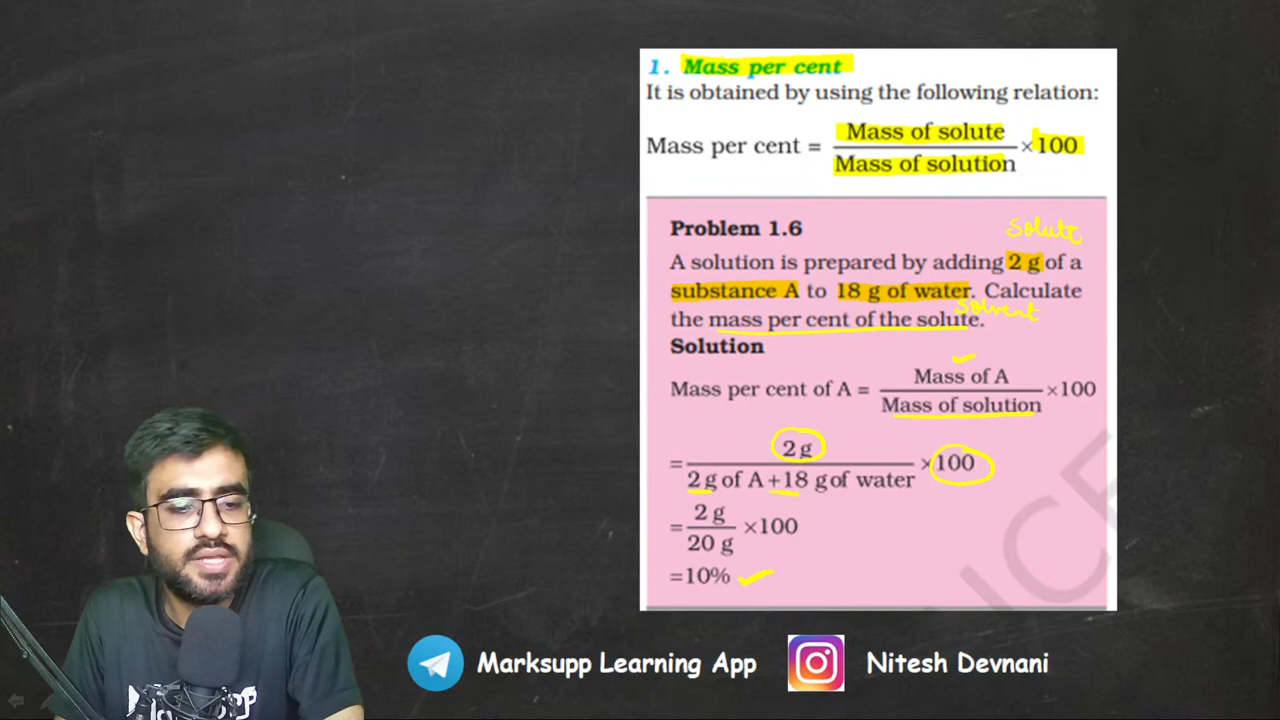 1. Mass per cent
It is obtained by using the following relation:
Mass per cent = Mass of solute / Mass of solution ×100
Problem 1.6
Solute
A solution is prepared by adding 2 g of a
substance A to 18 g of water. Calculate
Solvent
the mass per cent of the solute.
Solution
Mass per cent of A = Mass of A / Mass of solution ×100
= 2 g / 2 g of A +18 g of water ×100
= 2 g / 20 g ×100
=10%
Marksupp Learning App
Nitesh Devnani